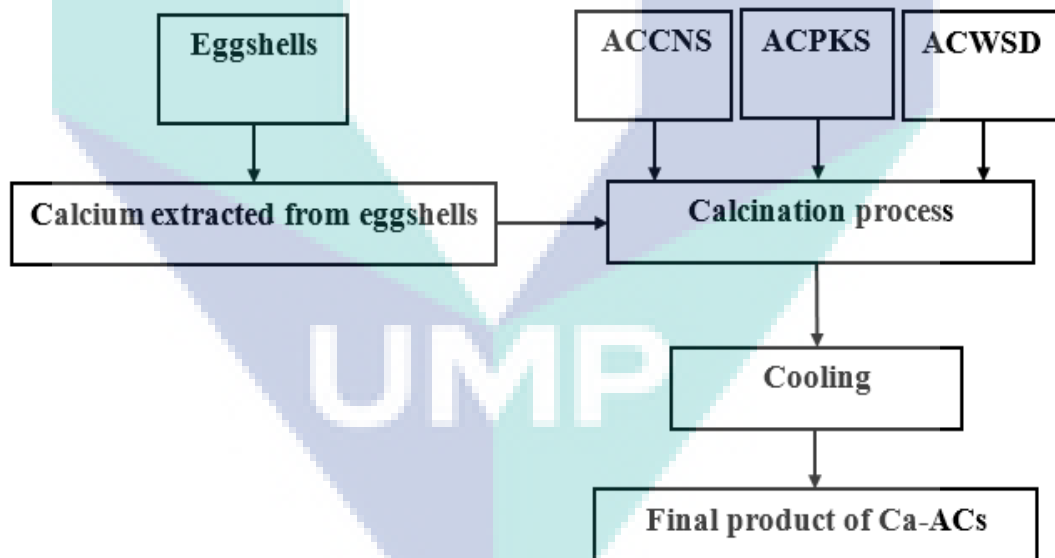 Eggshells
ACCNS
ACPKS
ACWSD
Calcium extracted from eggshells
Calcination process
UMP
Cooling
Final product of Ca-ACs